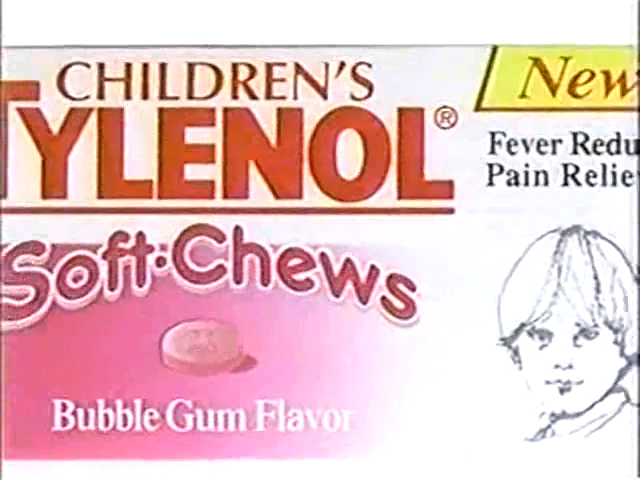 CHILDREN'S
TYLENOL®
Soft·Chews
Bubble Gum Flavor
New
Fever Redu
Pain Relie